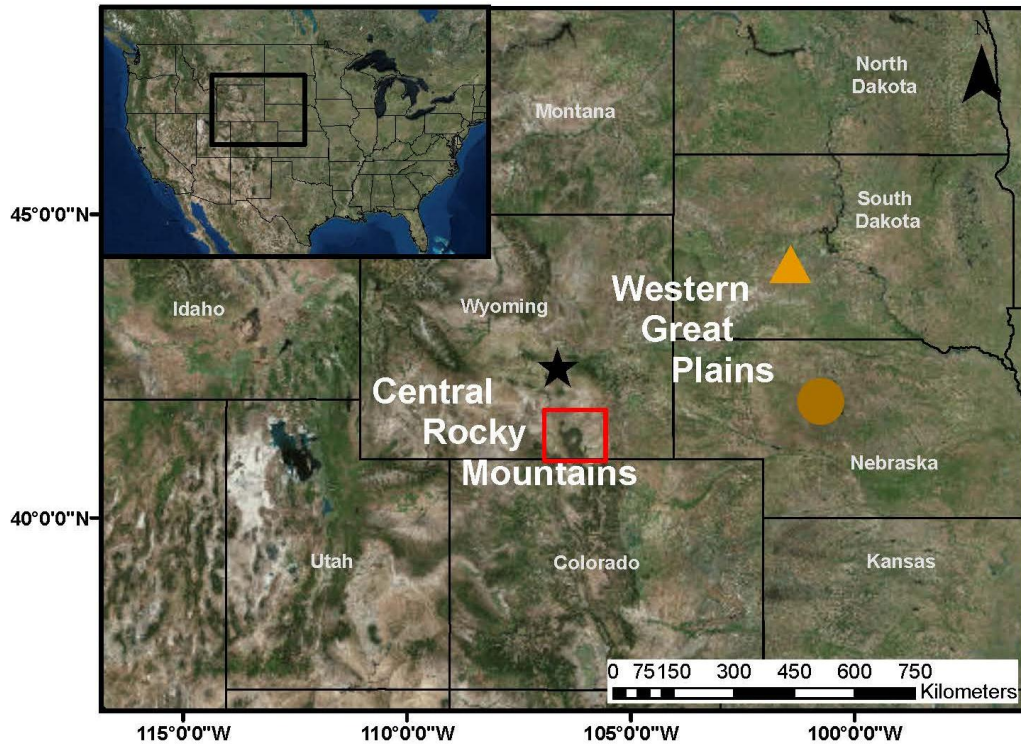 N
North
Dakota
Montana
South
Dakota
45°0'0"N
Idaho
Wyoming
Western
Great
Plains
Central
Rocky
Mountains
Nebraska
40°0'0"N
Utah
Colorado
Kansas
0 75 150 300 450 600 750
Kilometers
115°0'0"W 110°0'0"W 105°0'0"W 100°0'0"W